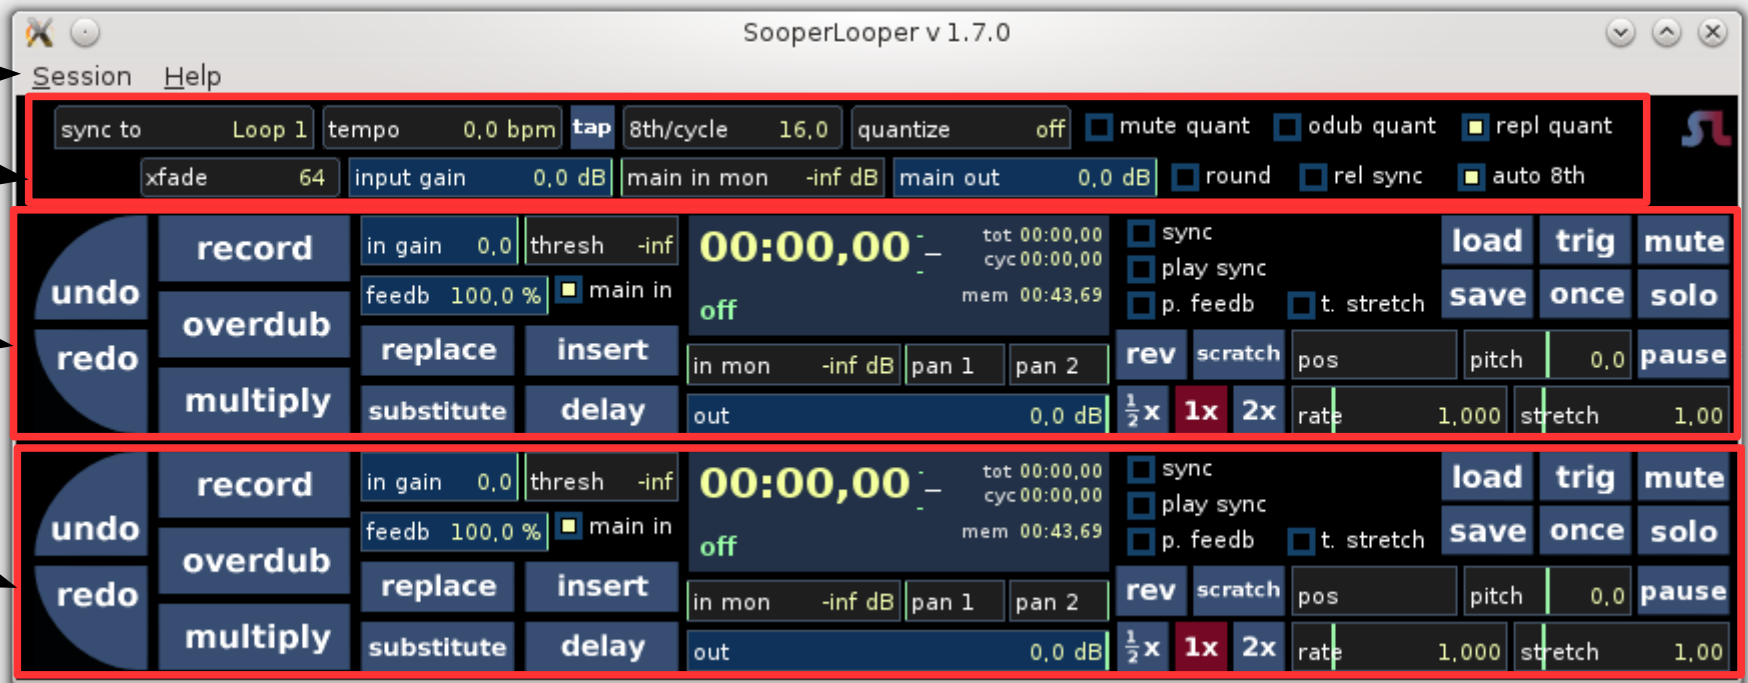 SooperLooper v 1.7.0
Session Help
sync to Loop 1 tempo 0,0 bpm tap 8th/cycle 16,0 quantize off mute quant odub quant repl quant
xfade 64 input gain 0,0 dB main in mon -inf dB main out 0,0 dB round rel sync auto 8th
undo record in gain 0,0 thresh -inf 00:00,00 tot 00:00,00 sync load trig mute
cyc 00:00,00 play sync
feedb 100,0 % main in mem 00:43,69 p. feedb t. stretch save once solo
overdub off
redo replace insert in mon -inf dB pan 1 pan 2 rev scratch pos pitch 0,0 pause
multiply substitute delay out 0,0 dB ½x 1x 2x rate 1,000 stretch 1,00
undo record in gain 0,0 thresh -inf 00:00,00 tot 00:00,00 sync load trig mute
cyc 00:00,00 play sync
feedb 100,0 % main in mem 00:43,69 p. feedb t. stretch save once solo
overdub off
redo replace insert in mon -inf dB pan 1 pan 2 rev scratch pos pitch 0,0 pause
multiply substitute delay out 0,0 dB ½x 1x 2x rate 1,000 stretch 1,00